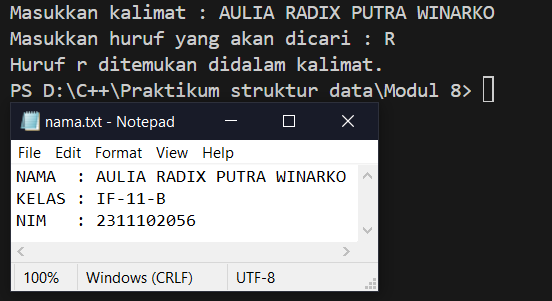 Masukkan kalimat : AULIA RADIX PUTRA WINARKO
Masukkan huruf yang akan dicari : R
Huruf r ditemukan didalam kalimat.
PS D:\C++\Praktikum struktur data\Modul 8>
nama.txt - Notepad
File Edit Format View Help
NAMA  : AULIA RADIX PUTRA WINARKO
KELAS : IF-11-B
NIM   : 2311102056
100% Windows (CRLF) UTF-8